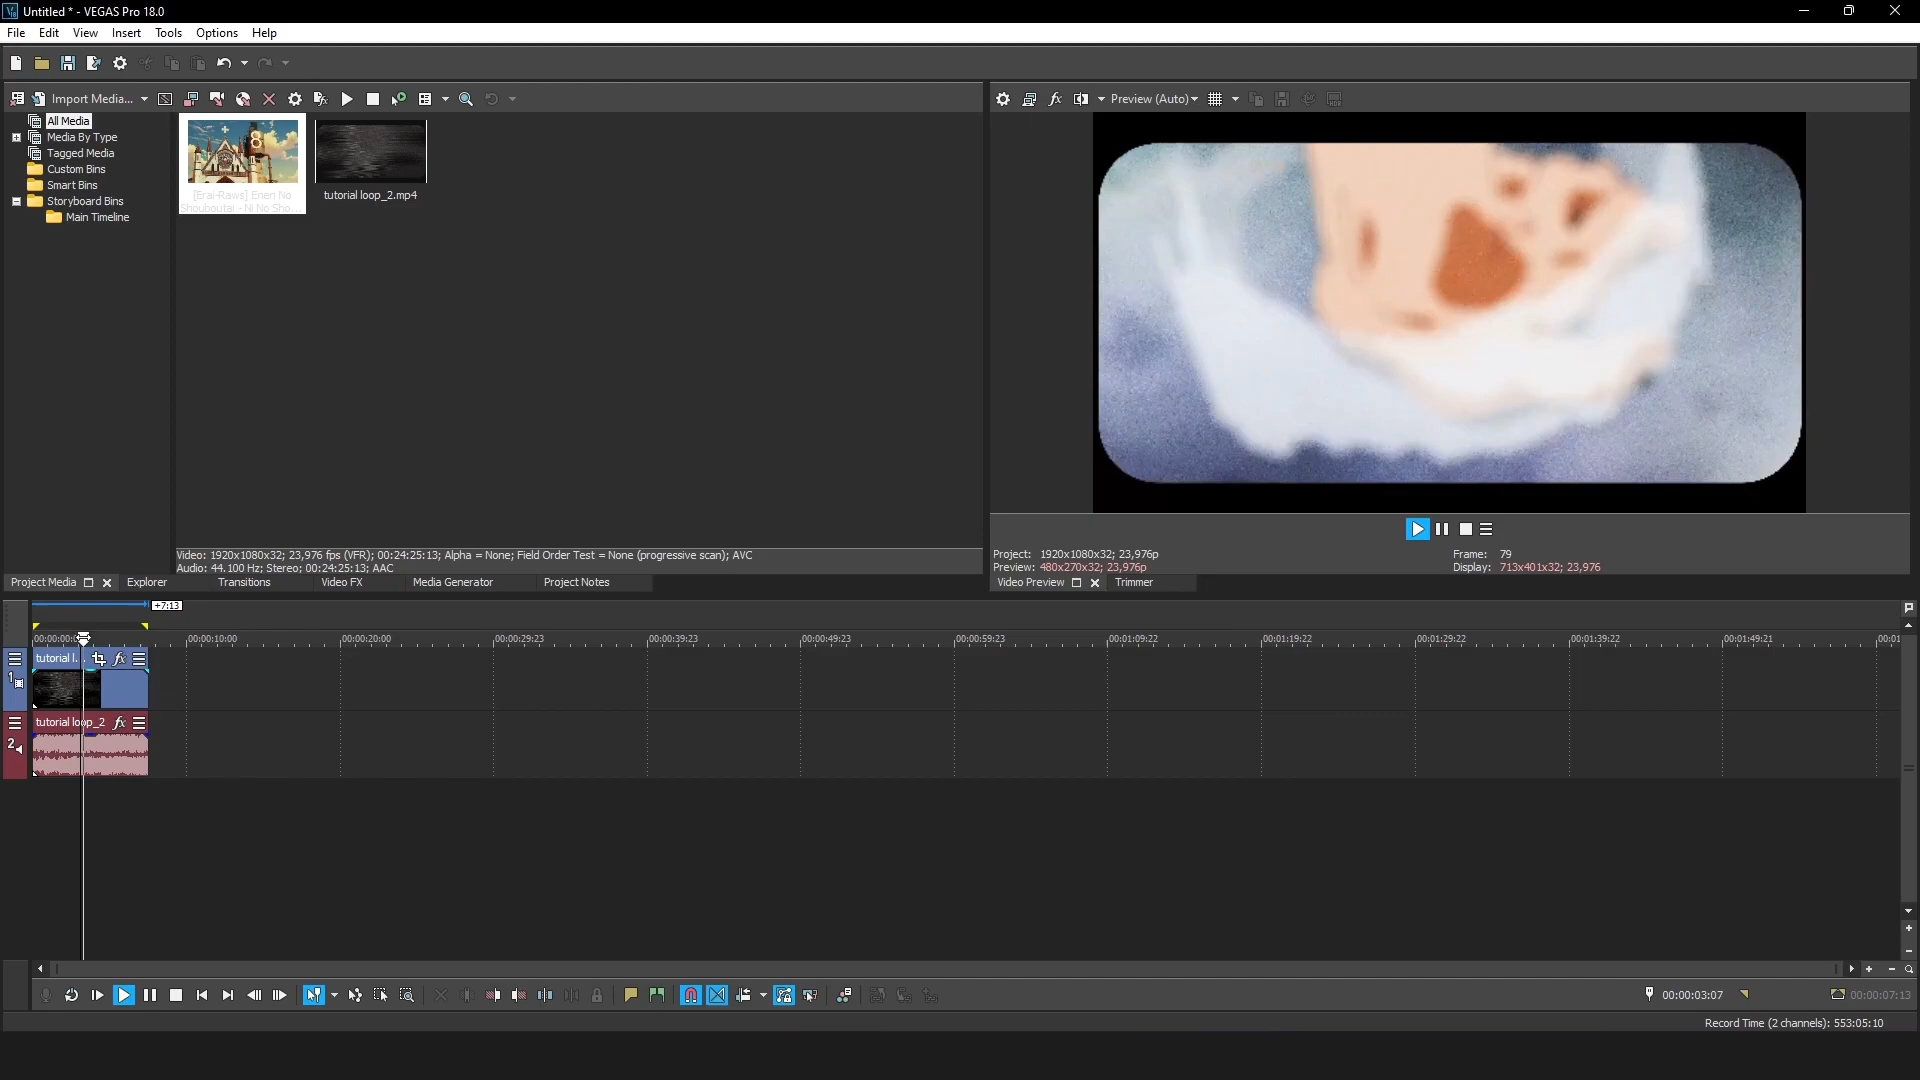 Untitled * - VEGAS Pro 18.0
File Edit View Insert Tools Options Help
Import Media...
Preview (Auto)
All Media
Media By Type
Tagged Media
Custom Bins
Smart Bins
Storyboard Bins
Main Timeline
[Erai-Raws] Enen No
Shouboutai - Ni No Sho...
tutorial loop_2.mp4
Video: 1920x1080x32; 23,976 fps (VFR); 00:24:25:13; Alpha = None; Field Order Test = None (progressive scan); AVC
Audio: 44.100 Hz; Stereo; 00:24:25:13; AAC
Project: 1920x1080x32; 23,976p
Preview: 480x270x32; 23,976p
Frame: 79
Display: 713x401x32; 23,976
Project Media Explorer Transitions Video FX Media Generator Project Notes
Video Preview Trimmer
+7:13
00:00:10:00 00:00:20:00 00:00:29:23 00:00:39:23 00:00:49:23 00:00:59:23 00:01:09:22 00:01:19:22 00:01:29:22 00:01:39:22 00:01:49:21
1 tutorial l... fx
2 tutorial loop_2 fx
00:00:03:07
00:00:07:13
Record Time (2 channels): 553:05:10